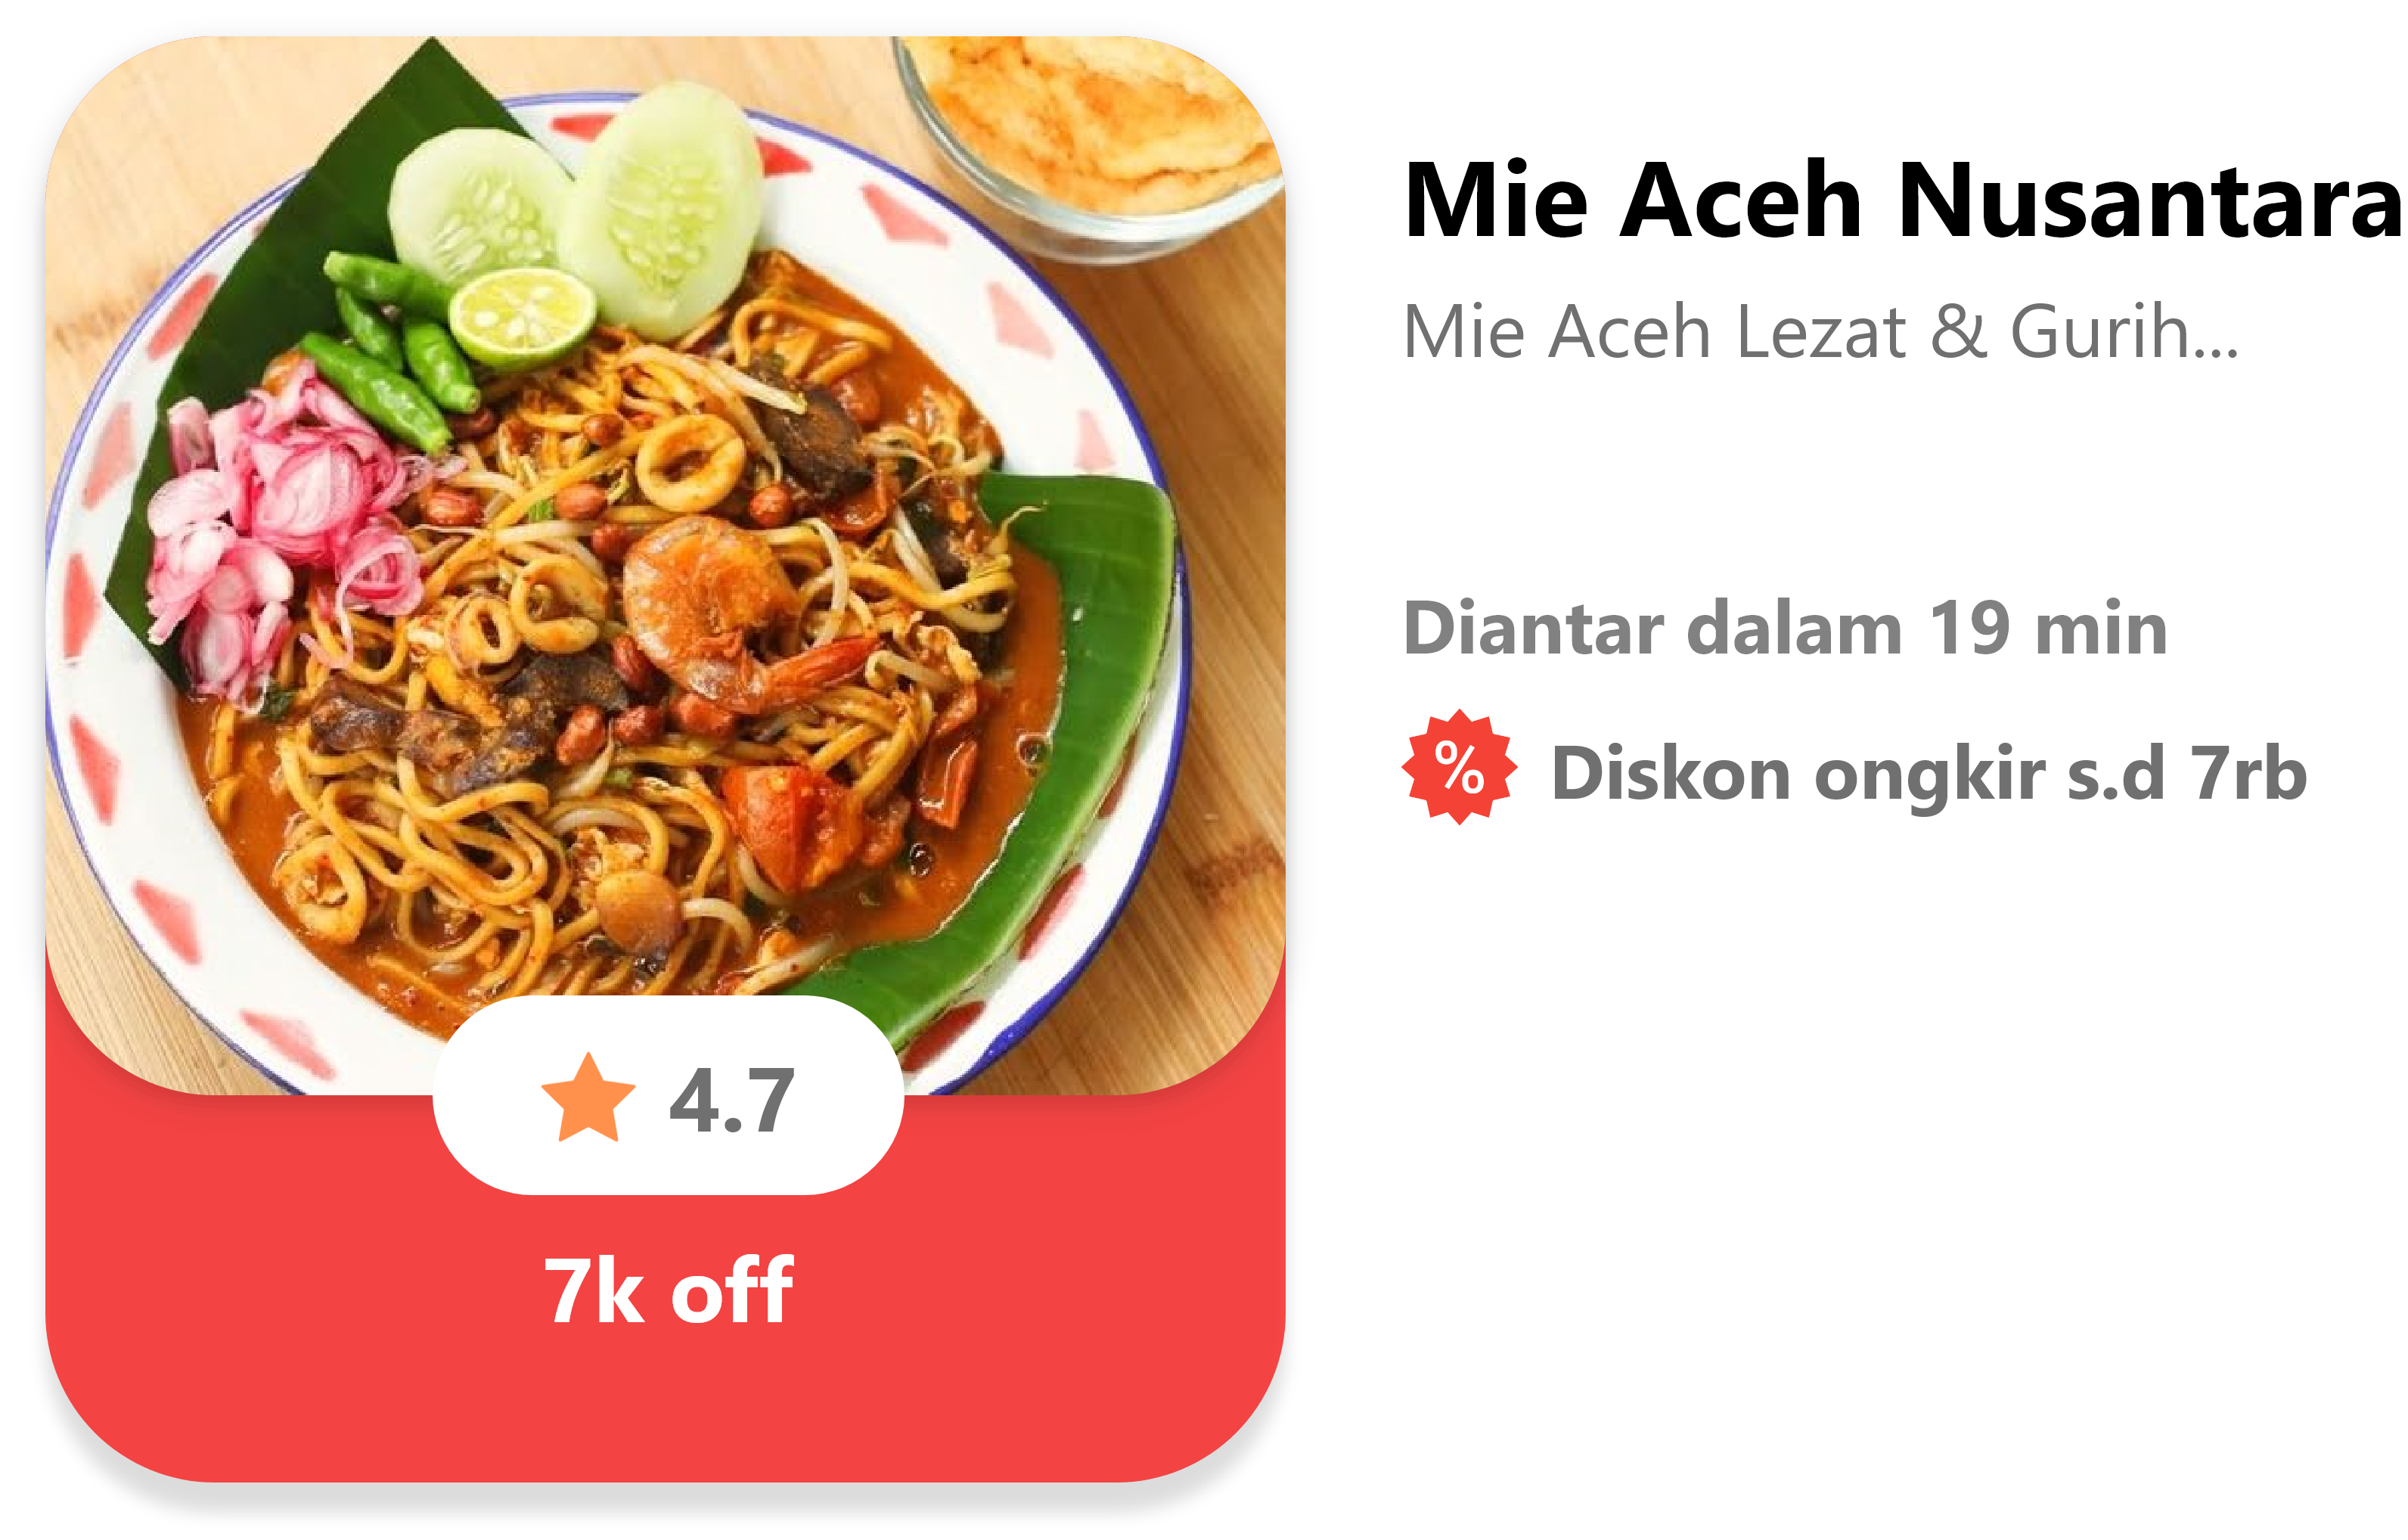 Mie Aceh Nusantara
Mie Aceh Lezat & Gurih...
Diantar dalam 19 min
% Diskon ongkir s.d 7rb
4.7
7k off